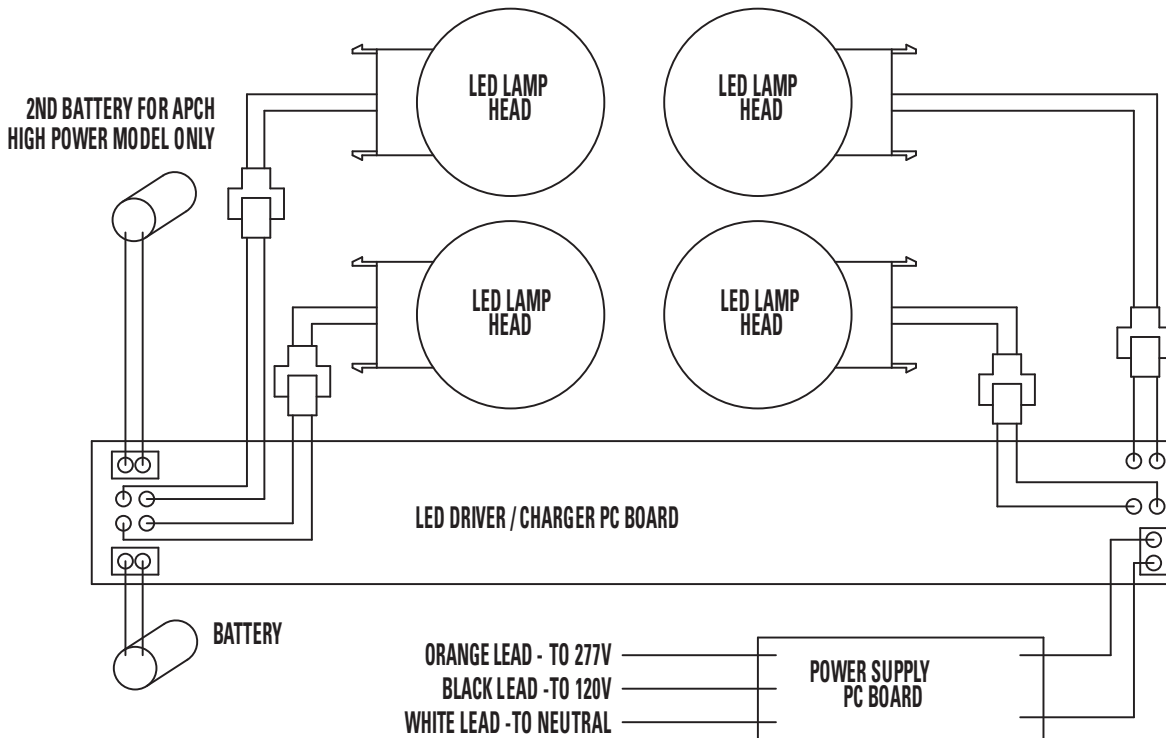 LED LAMP
HEAD
LED LAMP
HEAD
2ND BATTERY FOR APCH
HIGH POWER MODEL ONLY
LED LAMP
HEAD
LED LAMP
HEAD
LED DRIVER / CHARGER PC BOARD
BATTERY
ORANGE LEAD - TO 277V
BLACK LEAD -TO 120V
WHITE LEAD -TO NEUTRAL
POWER SUPPLY
PC BOARD